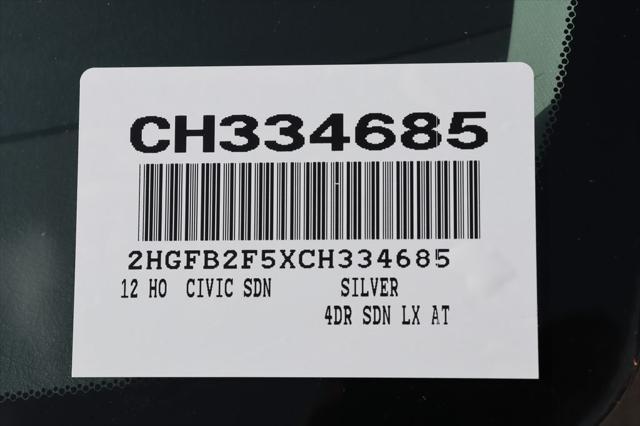 CH334685
2HGFB2F5XCH334685
12 HO CIVIC SDN SILVER
4DR SDN LX AT